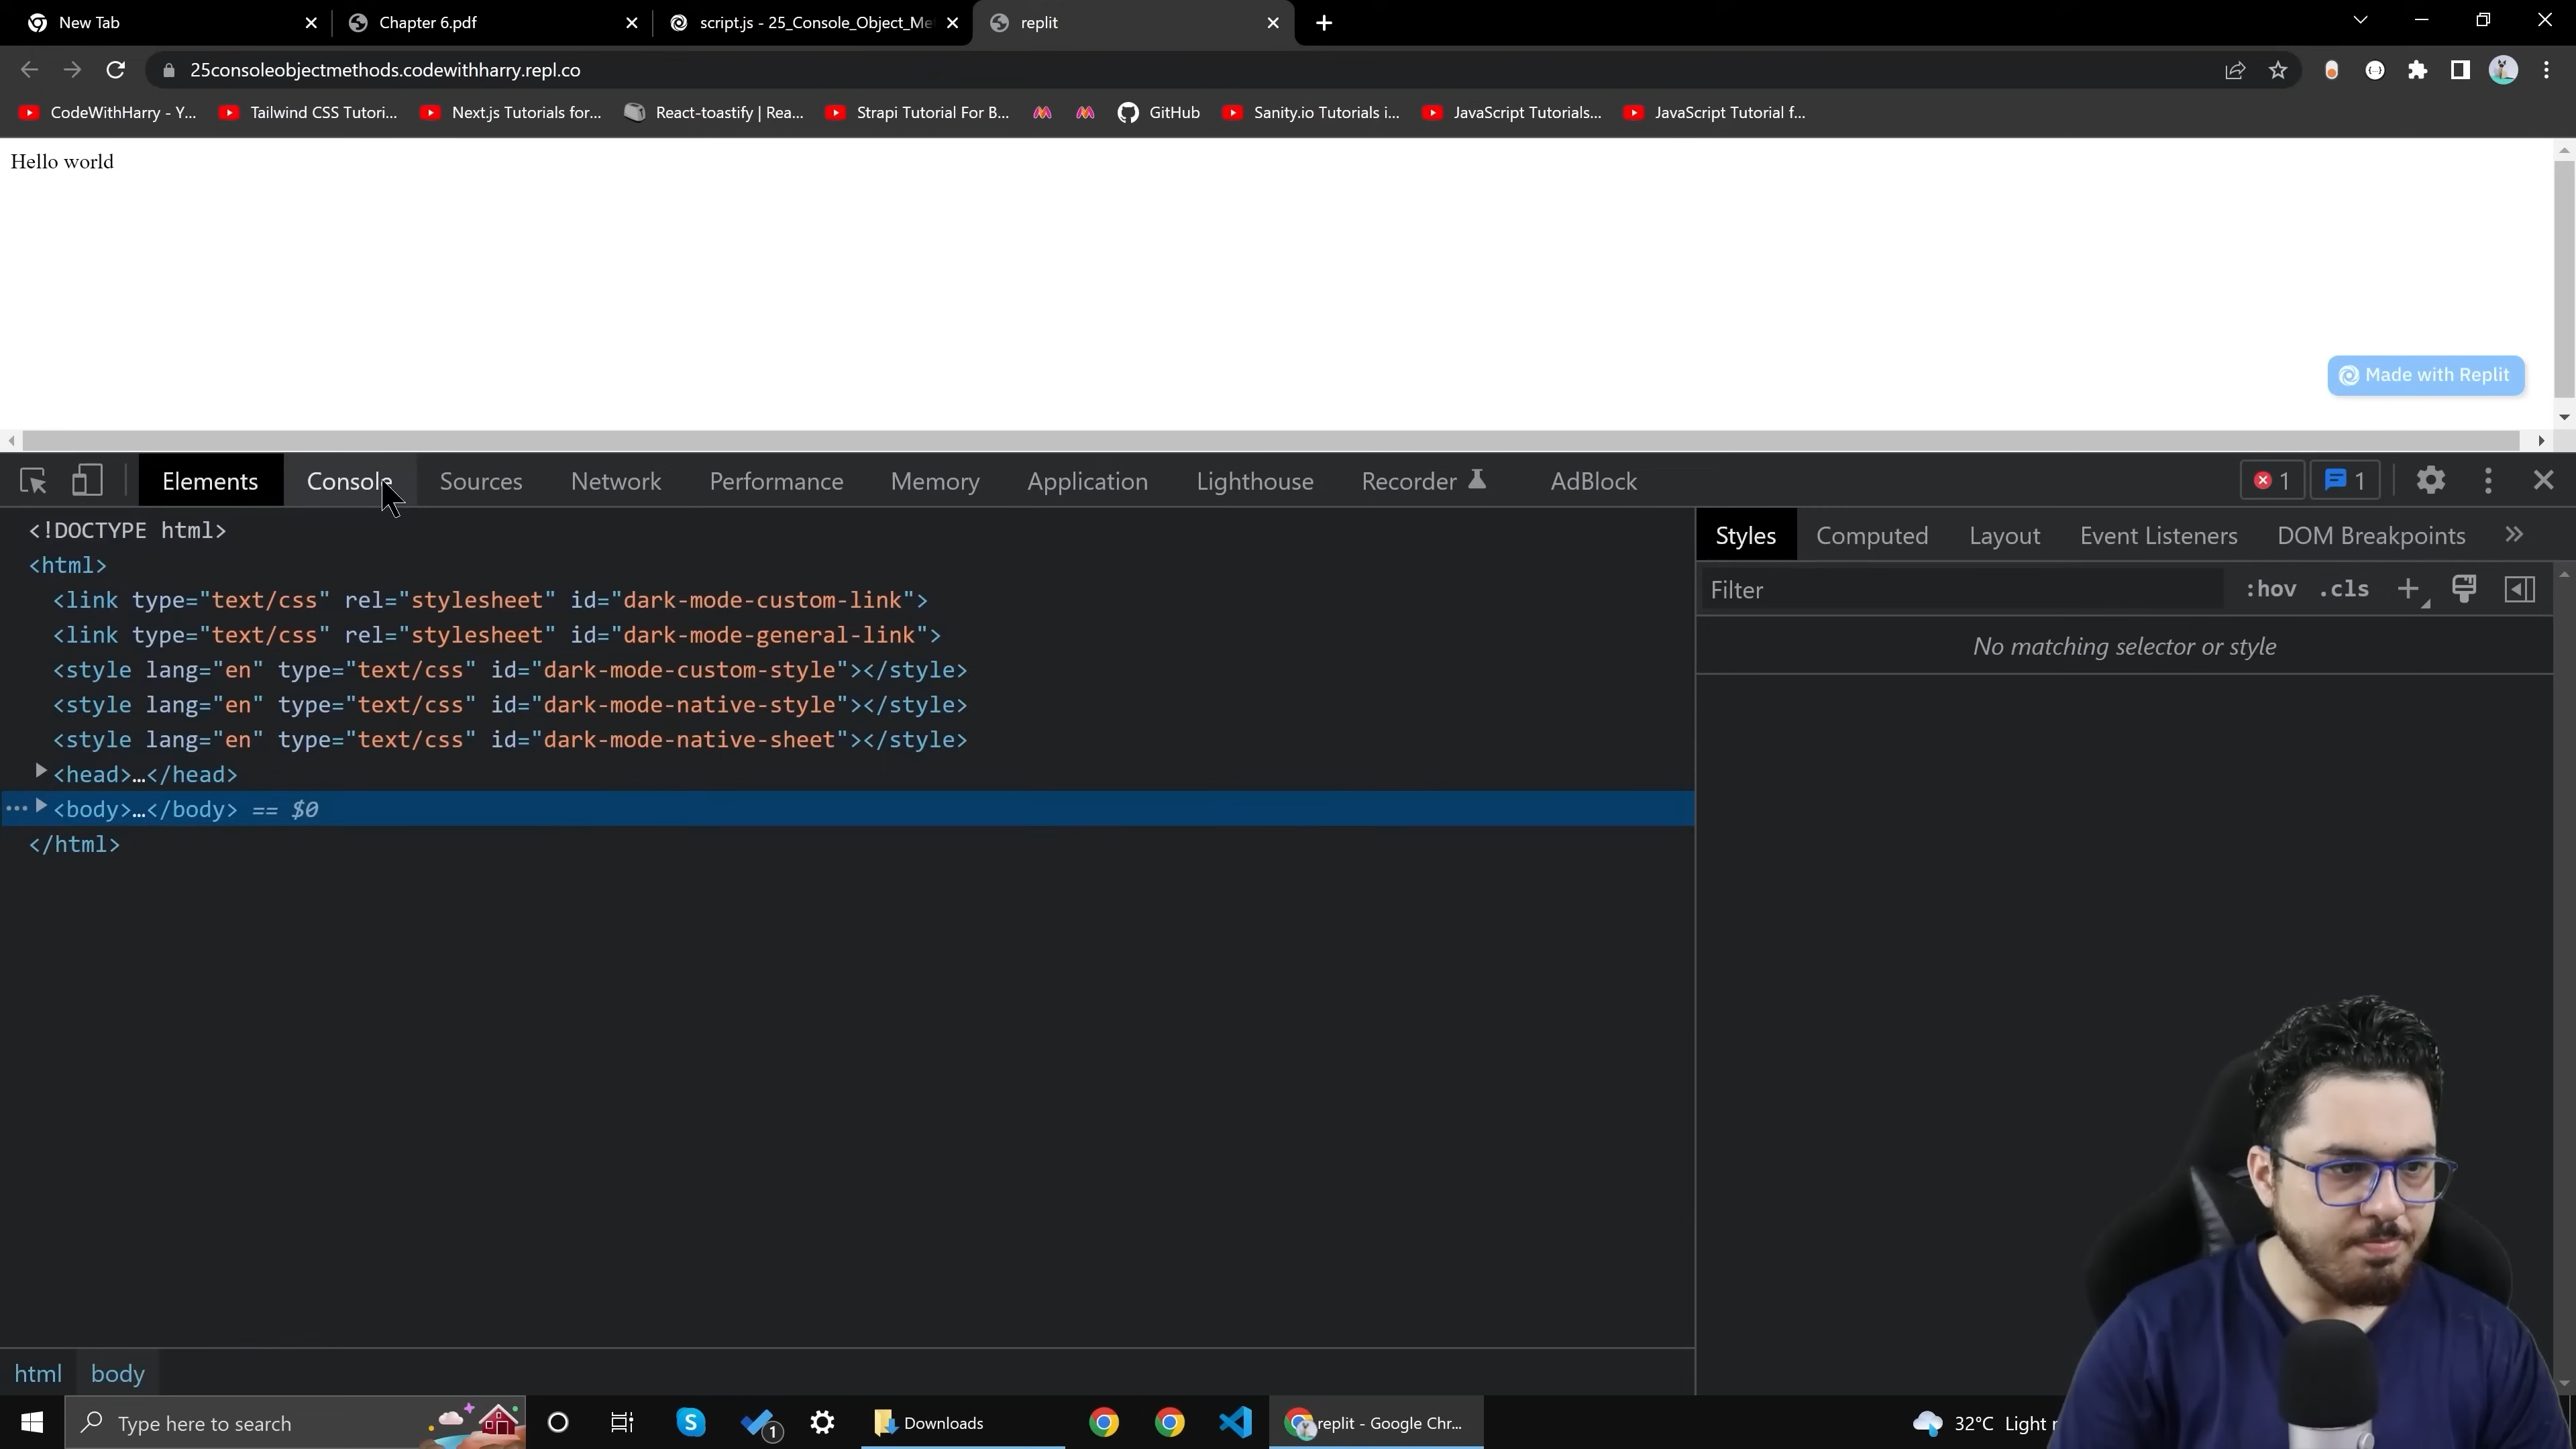 New Tab
Chapter 6.pdf
script.js - 25_Console_Object_Me
replit
25consoleobjectmethods.codewithharry.repl.co
CodeWithHarry - Y...
Tailwind CSS Tutori...
Next.js Tutorials for...
React-toastify | Rea...
Strapi Tutorial For B...
GitHub
Sanity.io Tutorials i...
JavaScript Tutorials...
JavaScript Tutorial f...
Hello world
Made with Replit
Elements
Console
Sources
Network
Performance
Memory
Application
Lighthouse
Recorder
AdBlock
1
1
<!DOCTYPE html>
<html>
<link type="text/css" rel="stylesheet" id="dark-mode-custom-link">
<link type="text/css" rel="stylesheet" id="dark-mode-general-link">
<style lang="en" type="text/css" id="dark-mode-custom-style"></style>
<style lang="en" type="text/css" id="dark-mode-native-style"></style>
<style lang="en" type="text/css" id="dark-mode-native-sheet"></style>
<head>…</head>
<body>…</body> == $0
</html>
Styles
Computed
Layout
Event Listeners
DOM Breakpoints
Filter
:hov
.cls
No matching selector or style
html
body
Type here to search
1
Downloads
replit - Google Chr...
32°C Light